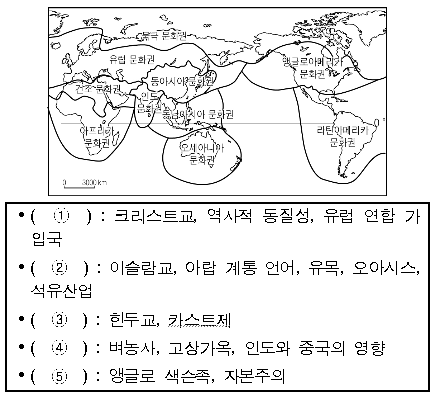 북극 문화권
유럽 문화권
앵글로아메리카
문화권
동아시아 문화권
건조 문화권
인도
문화권
동남아시아 문화권
아프리카
문화권
오세아니아
문화권
라틴아메리카
문화권
0 3000km
• ( ① ) : 크리스트교, 역사적 동질성, 유럽 연합 가
입국
• ( ② ) : 이슬람교, 아랍 계통 언어, 유목, 오아시스,
석유산업
• ( ③ ) : 힌두교, 카스트제
• ( ④ ) : 벼농사, 고상가옥, 인도와 중국의 영향
• ( ⑤ ) : 앵글로 색슨족, 자본주의